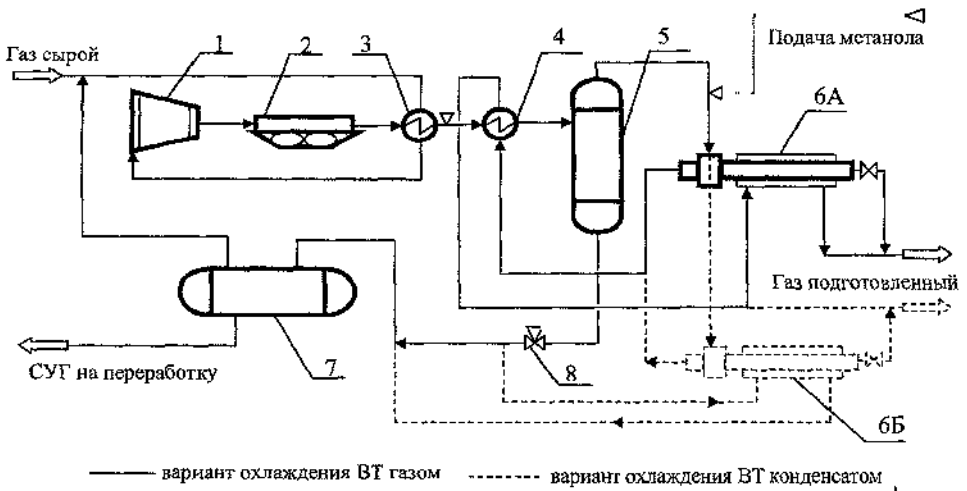 Газ сырой
1
2
3
4
5
Подача метанола
6А
Газ подготовленный
7
8
СУГ на переработку
6Б
вариант охлаждения ВТ газом
вариант охлаждения ВТ конденсатом